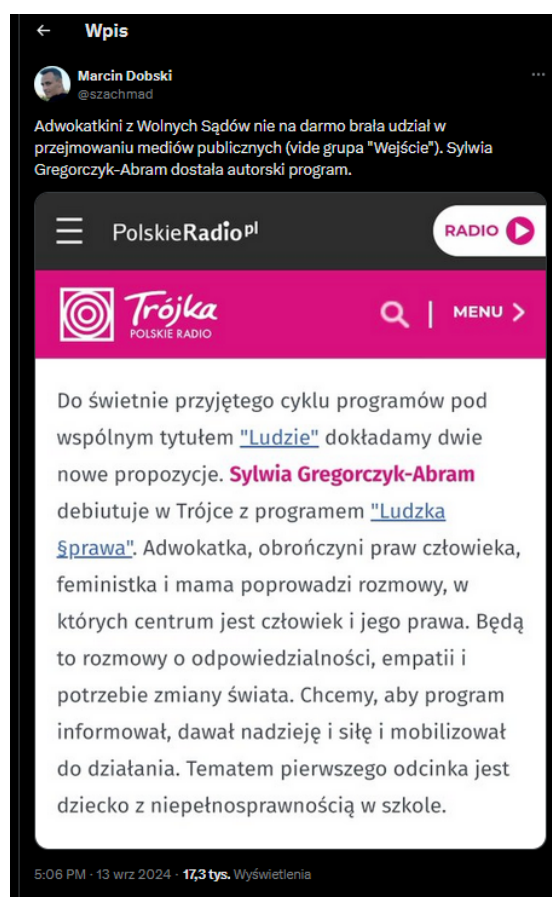 ← Wpis
Marcin Dobski
@szachmad
Adwokatkini z Wolnych Sądów nie na darmo brała udział w
przejmowaniu mediów publicznych (vide grupa "Wejście"). Sylwia
Gregorczyk-Abram dostała autorski program.
PolskieRadio.pl RADIO
Trójka
POLSKIE RADIO
MENU
Do świetnie przyjętego cyklu programów pod
wspólnym tytułem "Ludzie" dokładamy dwie
nowe propozycje. Sylwia Gregorczyk-Abram
debiutuje w Trójce z programem "Ludzka
§prawa". Adwokatka, obrończyni praw człowieka,
feministka i mama poprowadzi rozmowy, w
których centrum jest człowiek i jego prawa. Będą
to rozmowy o odpowiedzialności, empatii i
potrzebie zmiany świata. Chcemy, aby program
informował, dawał nadzieję i siłę i mobilizował
do działania. Tematem pierwszego odcinka jest
dziecko z niepełnosprawnością w szkole.
5:06 PM · 13 wrz 2024 · 17,3 tys. Wyświetlenia